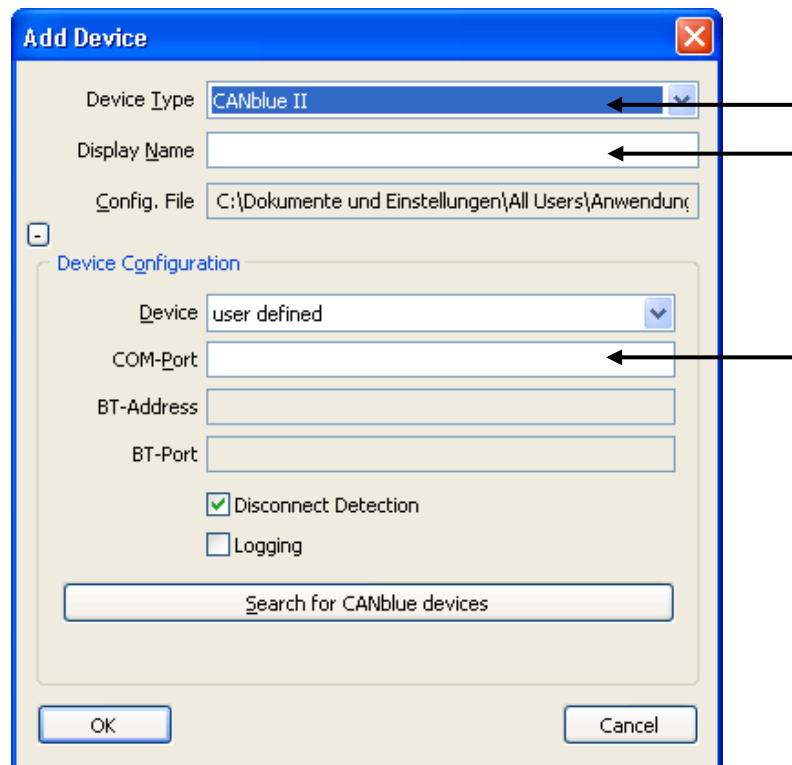 Add Device
Device Type CANblue II
Display Name
Config. File C:\Dokumente und Einstellungen\All Users\Anwendung
-
Device Configuration
Device user defined
COM-Port
BT-Address
BT-Port
Disconnect Detection
Logging
Search for CANblue devices
OK Cancel